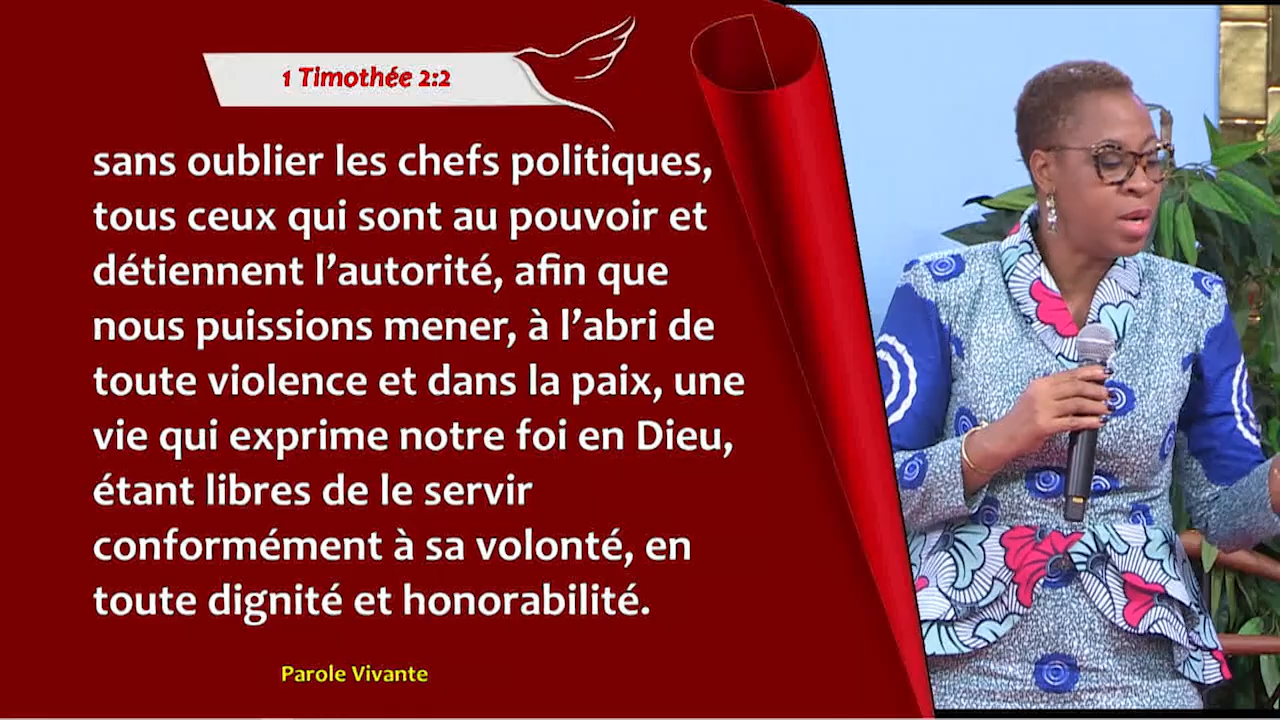 1 Timothée 2:2
sans oublier les chefs politiques,
tous ceux qui sont au pouvoir et
détiennent l’autorité, afin que
nous puissions mener, à l’abri de
toute violence et dans la paix, une
vie qui exprime notre foi en Dieu,
étant libres de le servir
conformément à sa volonté, en
toute dignité et honorabilité.
Parole Vivante